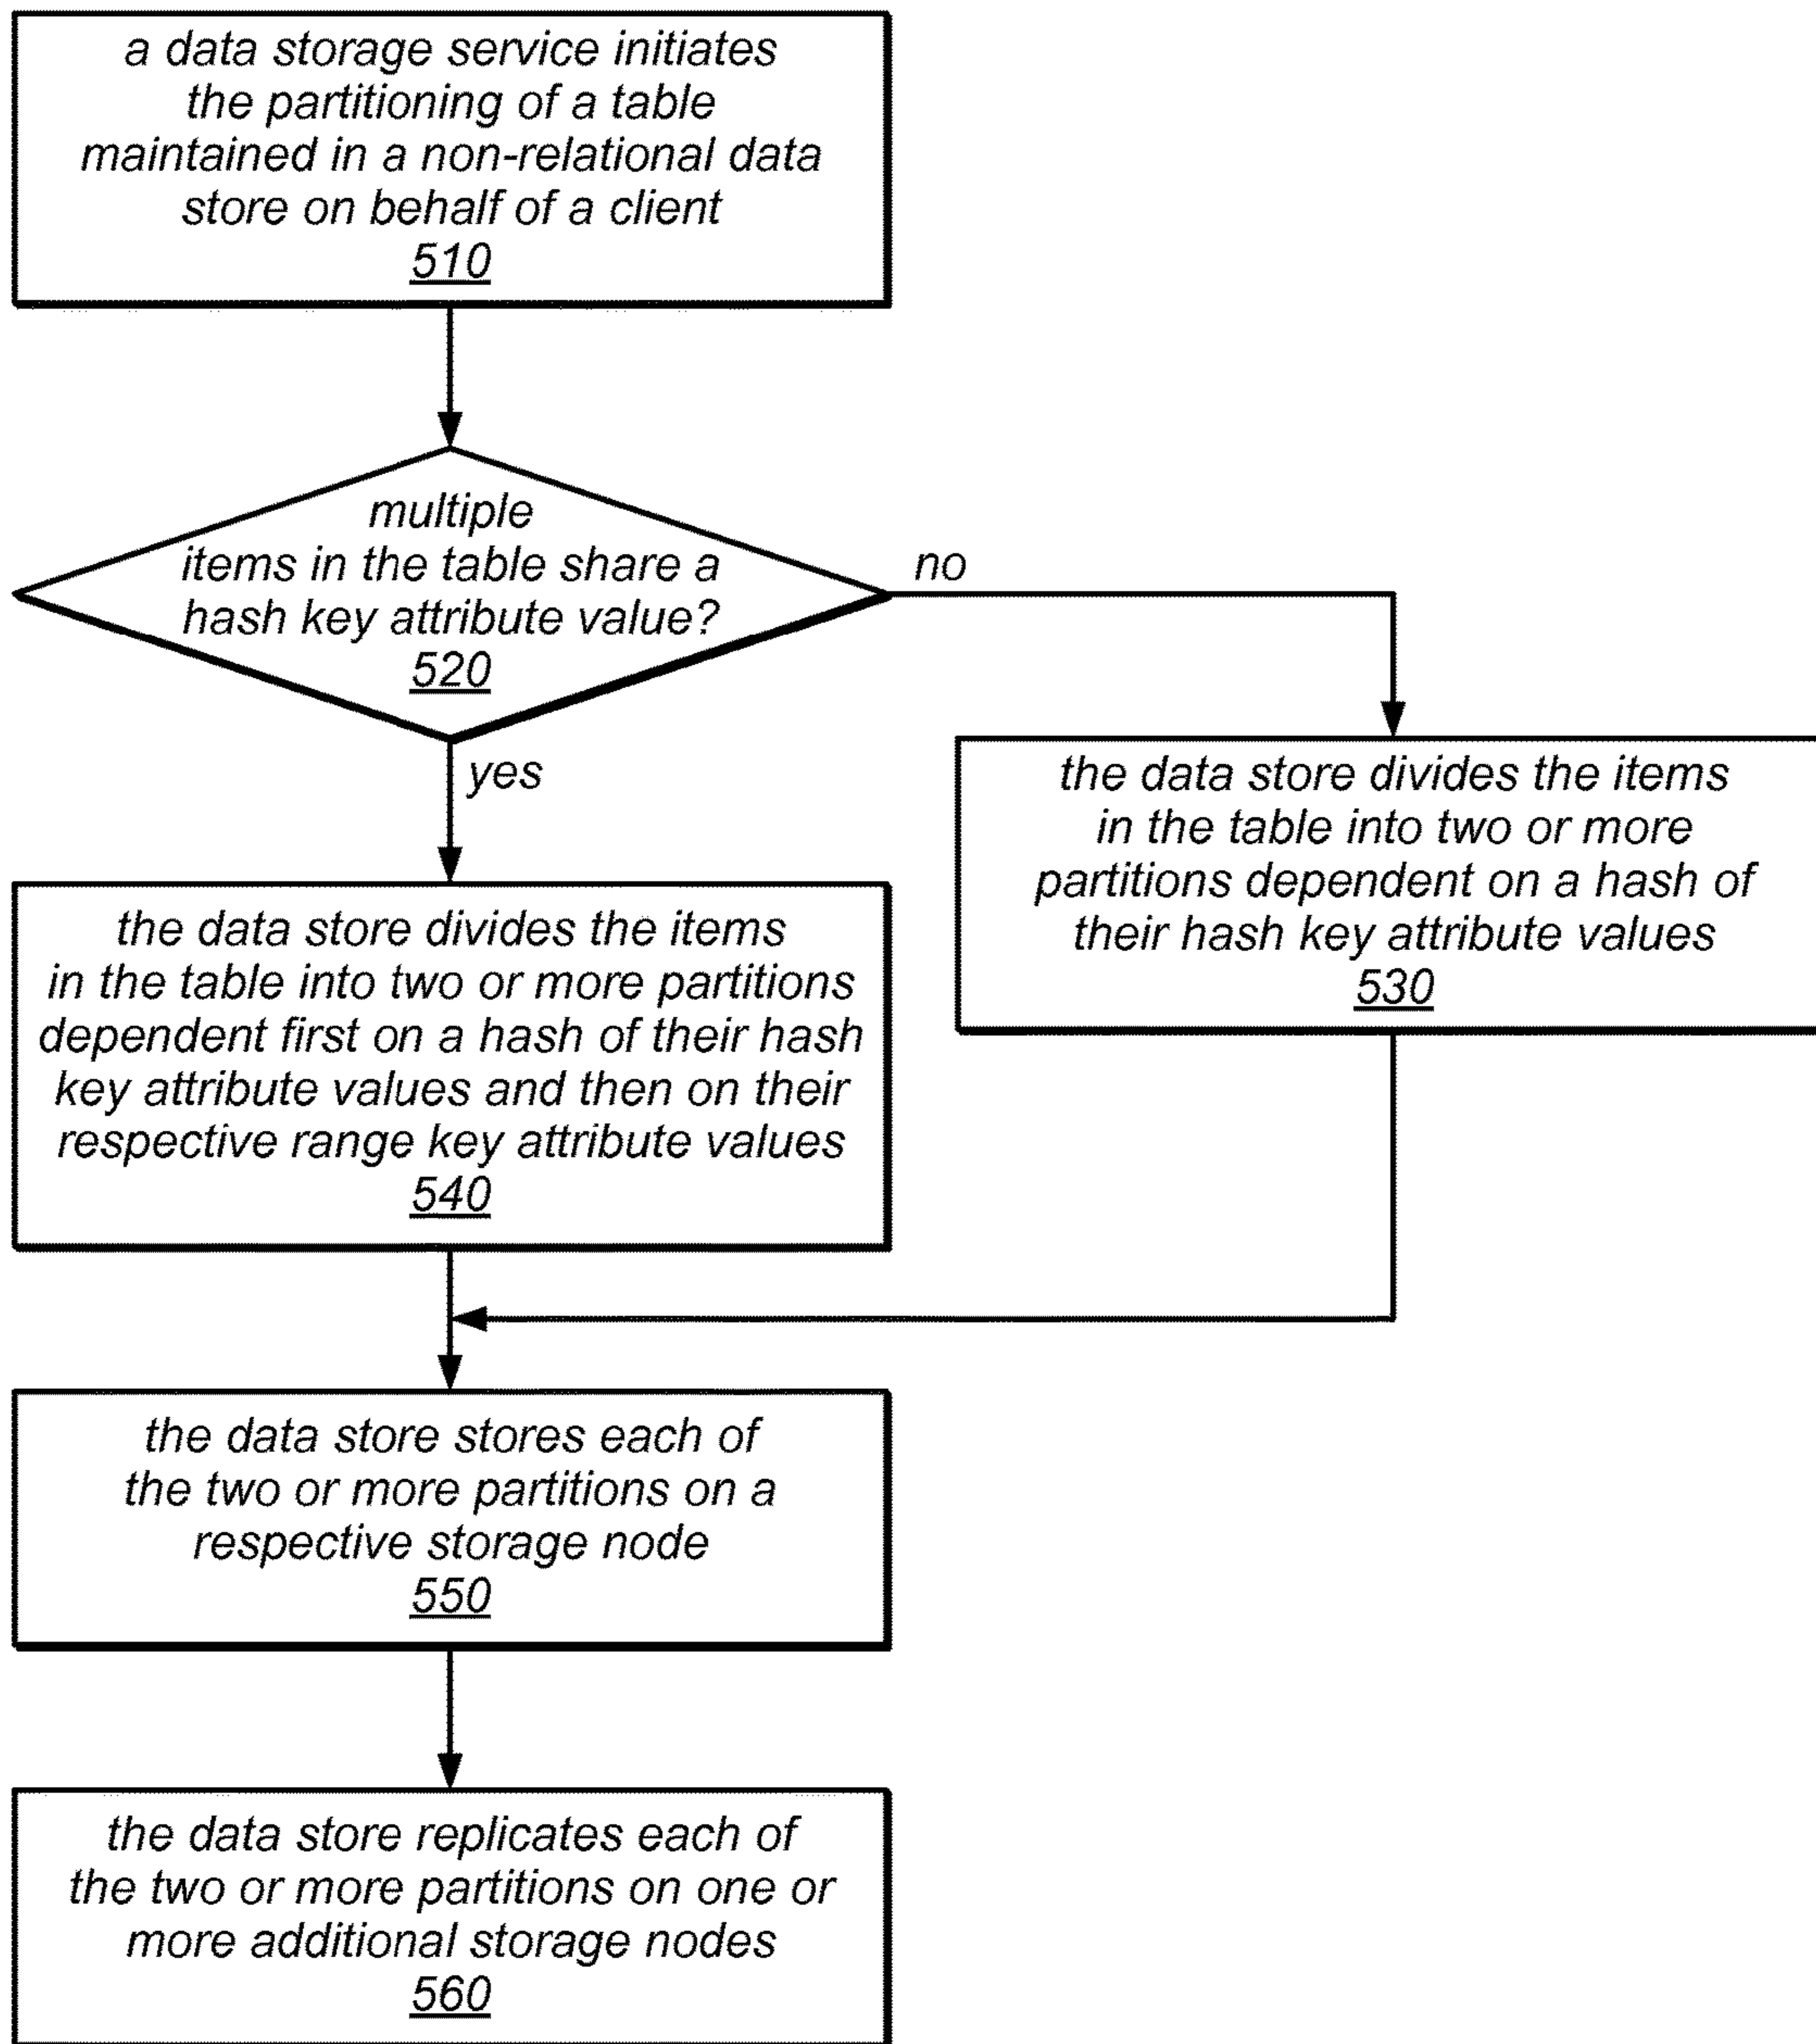 a data storage service initiates
the partitioning of a table
maintained in a non-relational data
store on behalf of a client
510
multiple
items in the table share a
hash key attribute value?
520
no
yes
the data store divides the items
in the table into two or more
partitions dependent on a hash of
their hash key attribute values
530
the data store divides the items
in the table into two or more partitions
dependent first on a hash of their hash
key attribute values and then on their
respective range key attribute values
540
the data store stores each of
the two or more partitions on a
respective storage node
550
the data store replicates each of
the two or more partitions on one or
more additional storage nodes
560